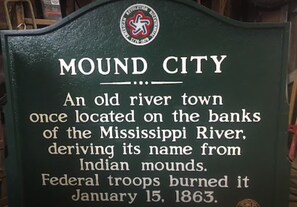 MOUND CITY
An old river town
once located on the banks
of the Mississippi River,
deriving its name from
Indian mounds.
Federal troops burned it
January 15, 1863.